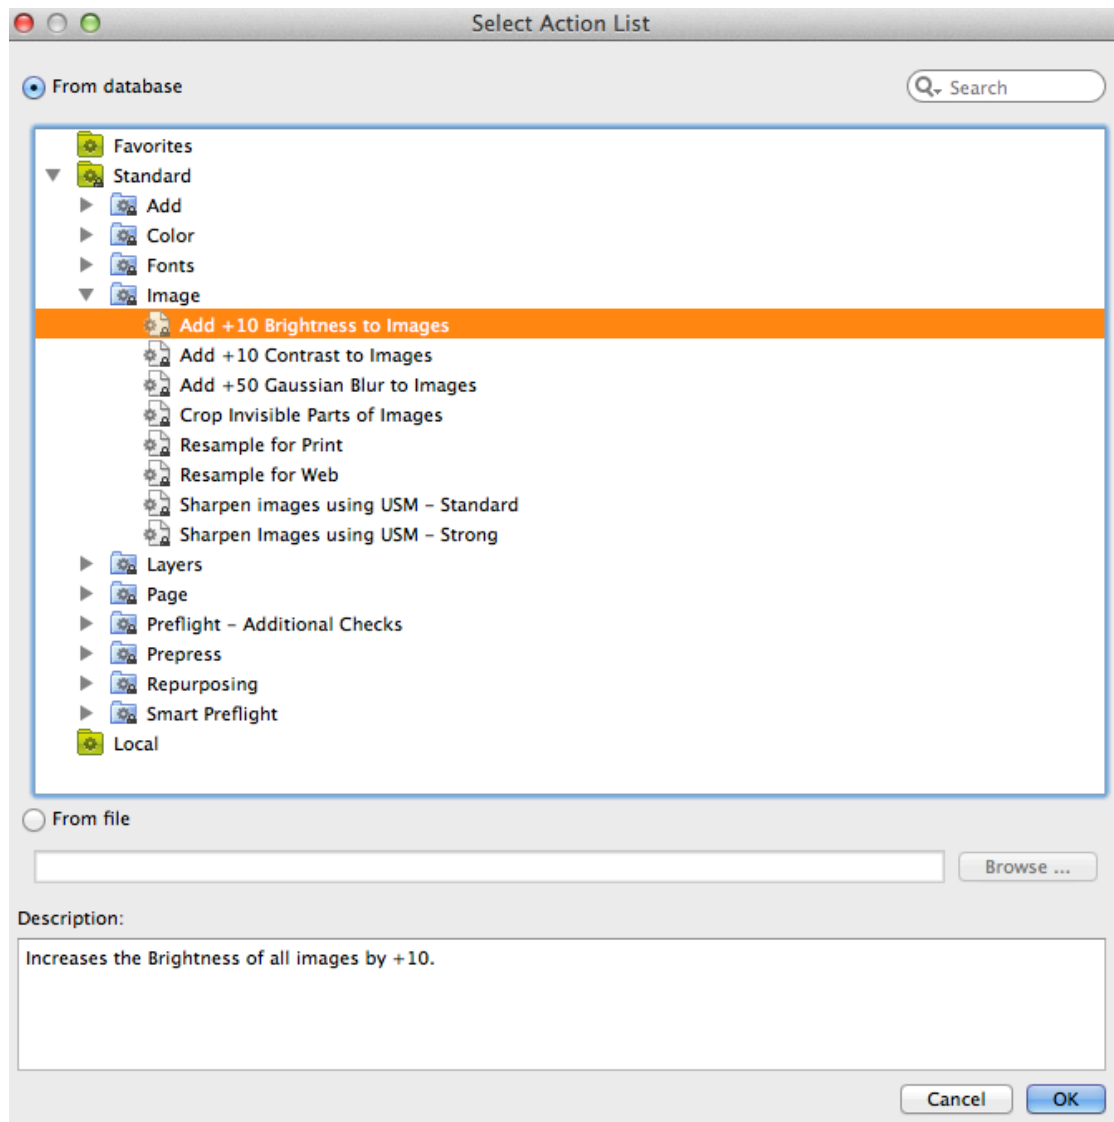 Select Action List
From database
Search
Favorites
Standard
Add
Color
Fonts
Image
Add +10 Brightness to Images
Add +10 Contrast to Images
Add +50 Gaussian Blur to Images
Crop Invisible Parts of Images
Resample for Print
Resample for Web
Sharpen images using USM – Standard
Sharpen Images using USM – Strong
Layers
Page
Preflight – Additional Checks
Prepress
Repurposing
Smart Preflight
Local
From file
Browse ...
Description:
Increases the Brightness of all images by +10.
Cancel
OK